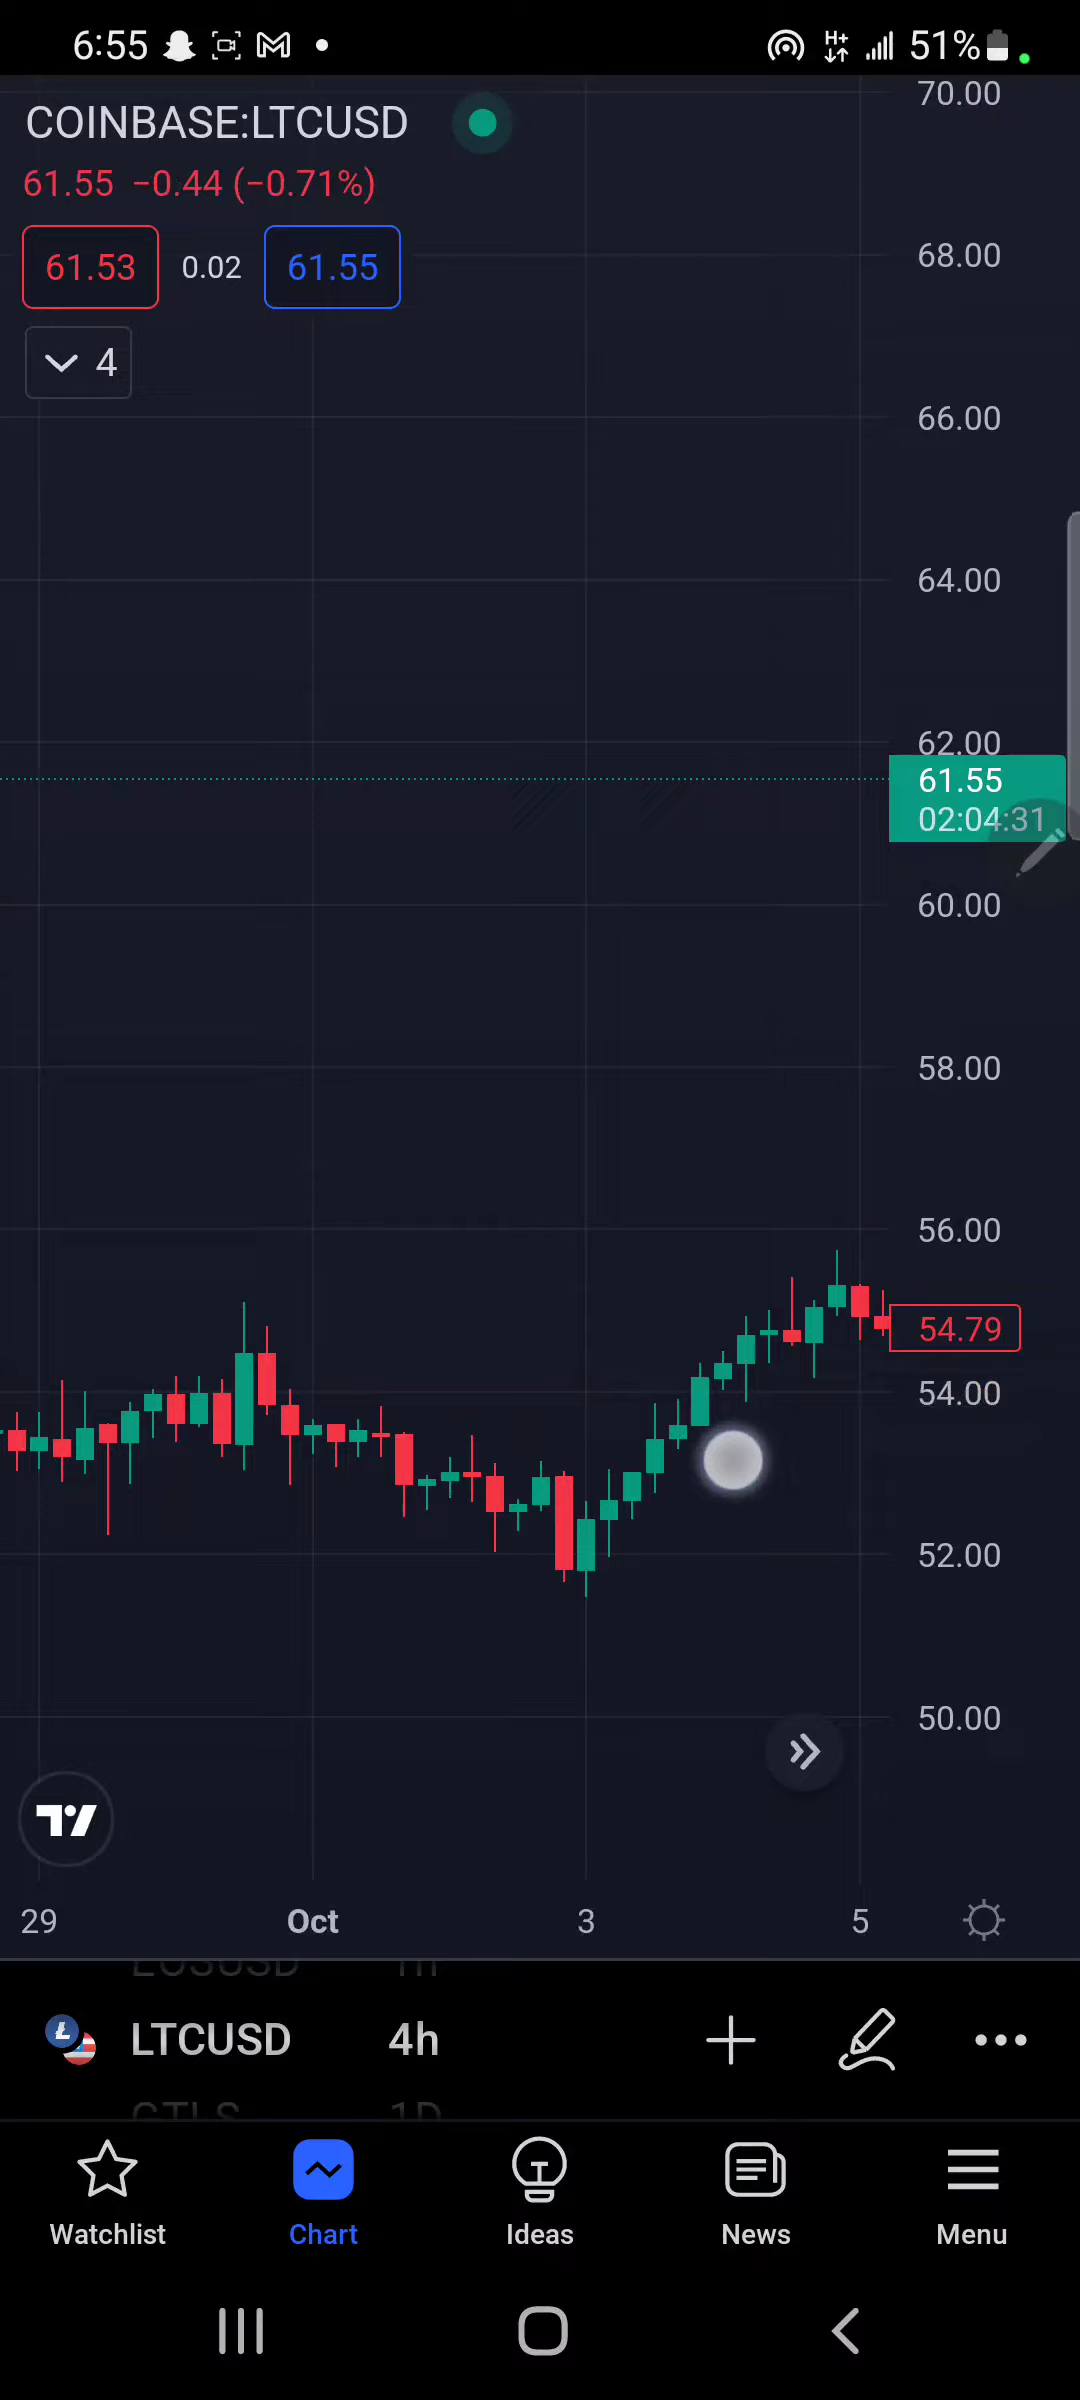 6:55 H+ 51%
70.00
COINBASE:LTCUSD
61.55 −0.44 (−0.71%)
61.53 0.02 61.55
68.00
4
66.00
64.00
62.00
61.55
02:04:31
60.00
58.00
56.00
54.79
54.00
52.00
50.00
29 Oct 3 5
LTCUSD 4h
1D
Watchlist Chart Ideas News Menu